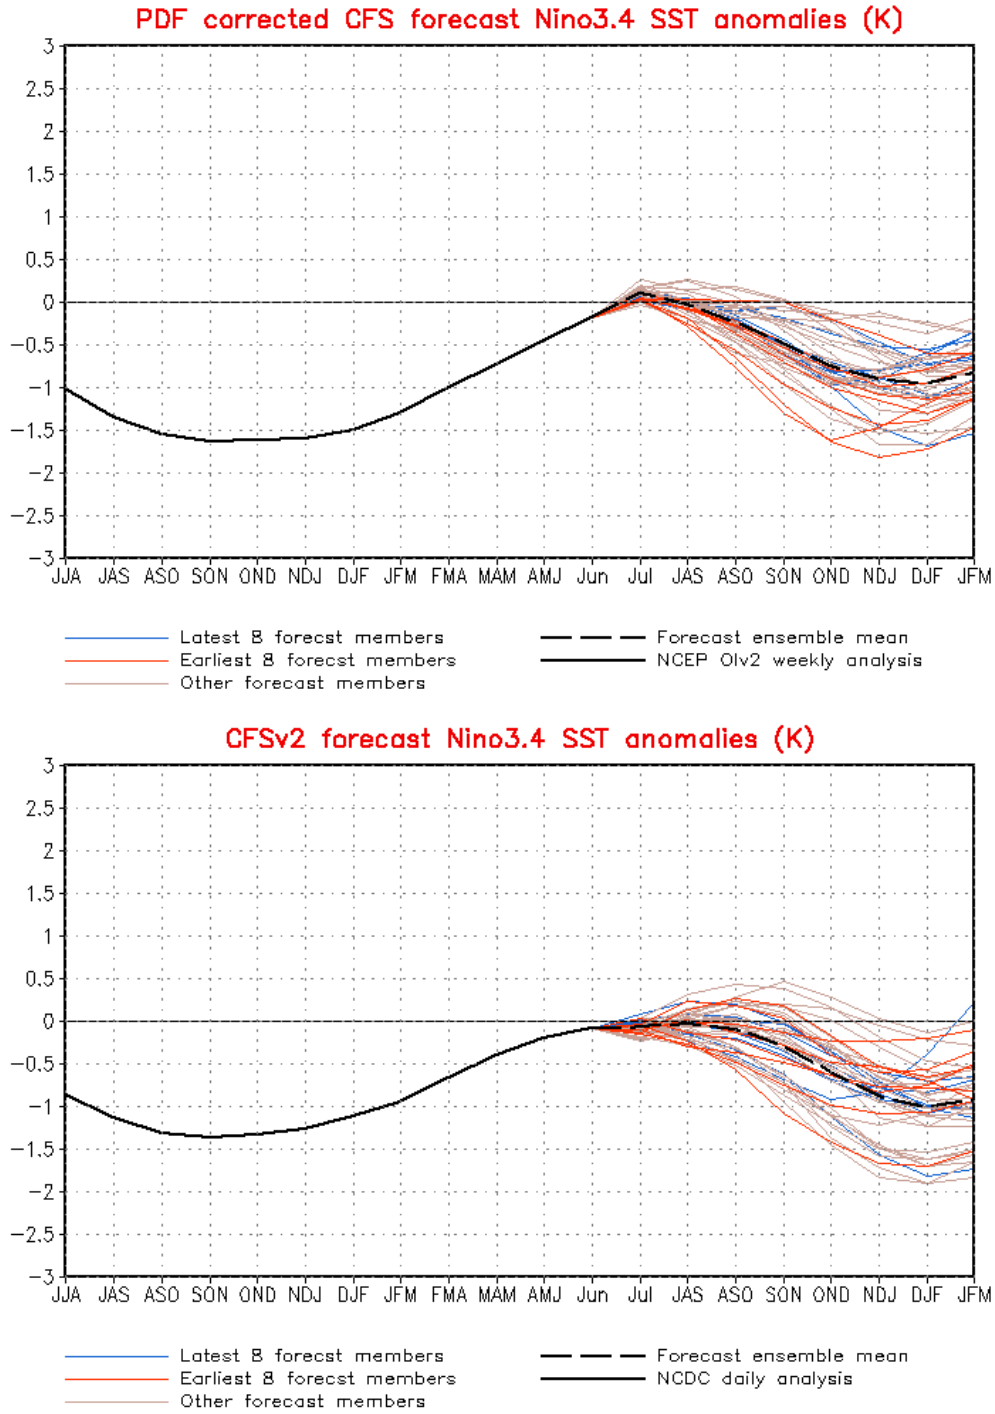 PDF corrected CFS forecast Nino3.4 SST anomalies (K)
3
2.5
2
1.5
1
0.5
0
-0.5
-1
-1.5
-2
-2.5
-3
JJA JAS ASO SON OND NDJ DJF JFM FMA MAM AMJ Jun Jul JAS ASO SON OND NDJ DJF JFM
Latest 8 forecst members
Forecast ensemble mean
Earliest 8 forecst members
NCEP OIv2 weekly analysis
Other forecast members
CFSv2 forecast Nino3.4 SST anomalies (K)
3
2.5
2
1.5
1
0.5
0
-0.5
-1
-1.5
-2
-2.5
-3
JJA JAS ASO SON OND NDJ DJF JFM FMA MAM AMJ Jun Jul JAS ASO SON OND NDJ DJF JFM
Latest 8 forecst members
Forecast ensemble mean
Earliest 8 forecst members
NCDC daily analysis
Other forecast members